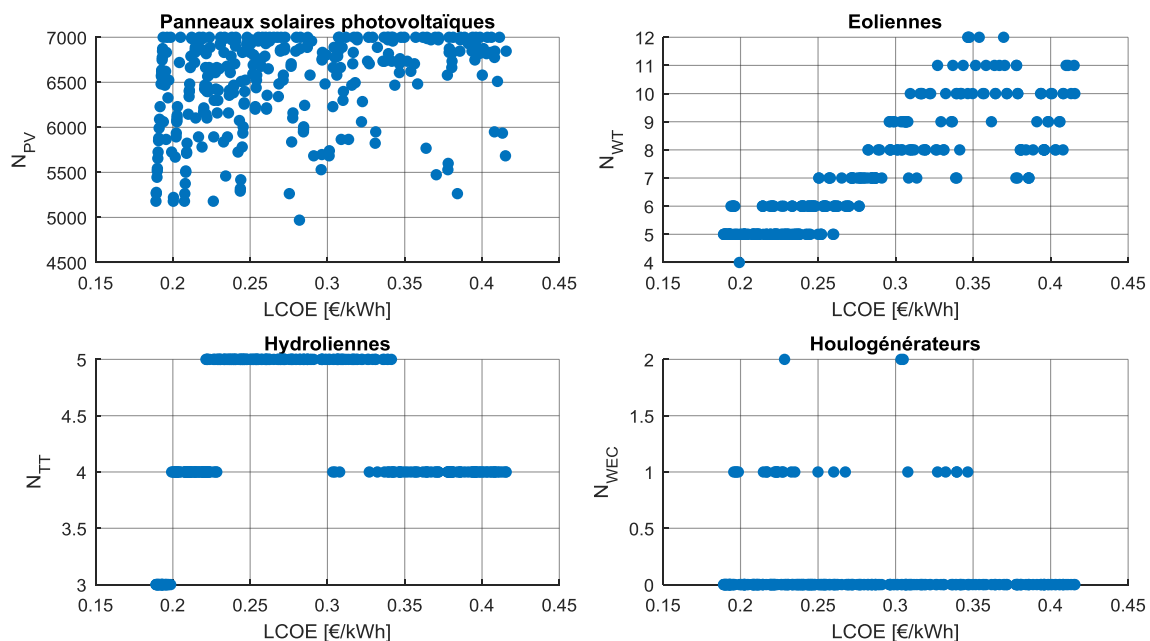 Panneaux solaires photovoltaïques
7000
6500
6000
5500
5000
4500
N_PV
0.15 0.2 0.25 0.3 0.35 0.4 0.45
LCOE [€/kWh]
Eoliennes
12
11
10
9
8
7
6
5
4
N_WT
0.15 0.2 0.25 0.3 0.35 0.4 0.45
LCOE [€/kWh]
Hydroliennes
5
4.5
4
3.5
3
N_TT
0.15 0.2 0.25 0.3 0.35 0.4 0.45
LCOE [€/kWh]
Houlogénérateurs
2
1.5
1
0.5
0
N_WEC
0.15 0.2 0.25 0.3 0.35 0.4 0.45
LCOE [€/kWh]